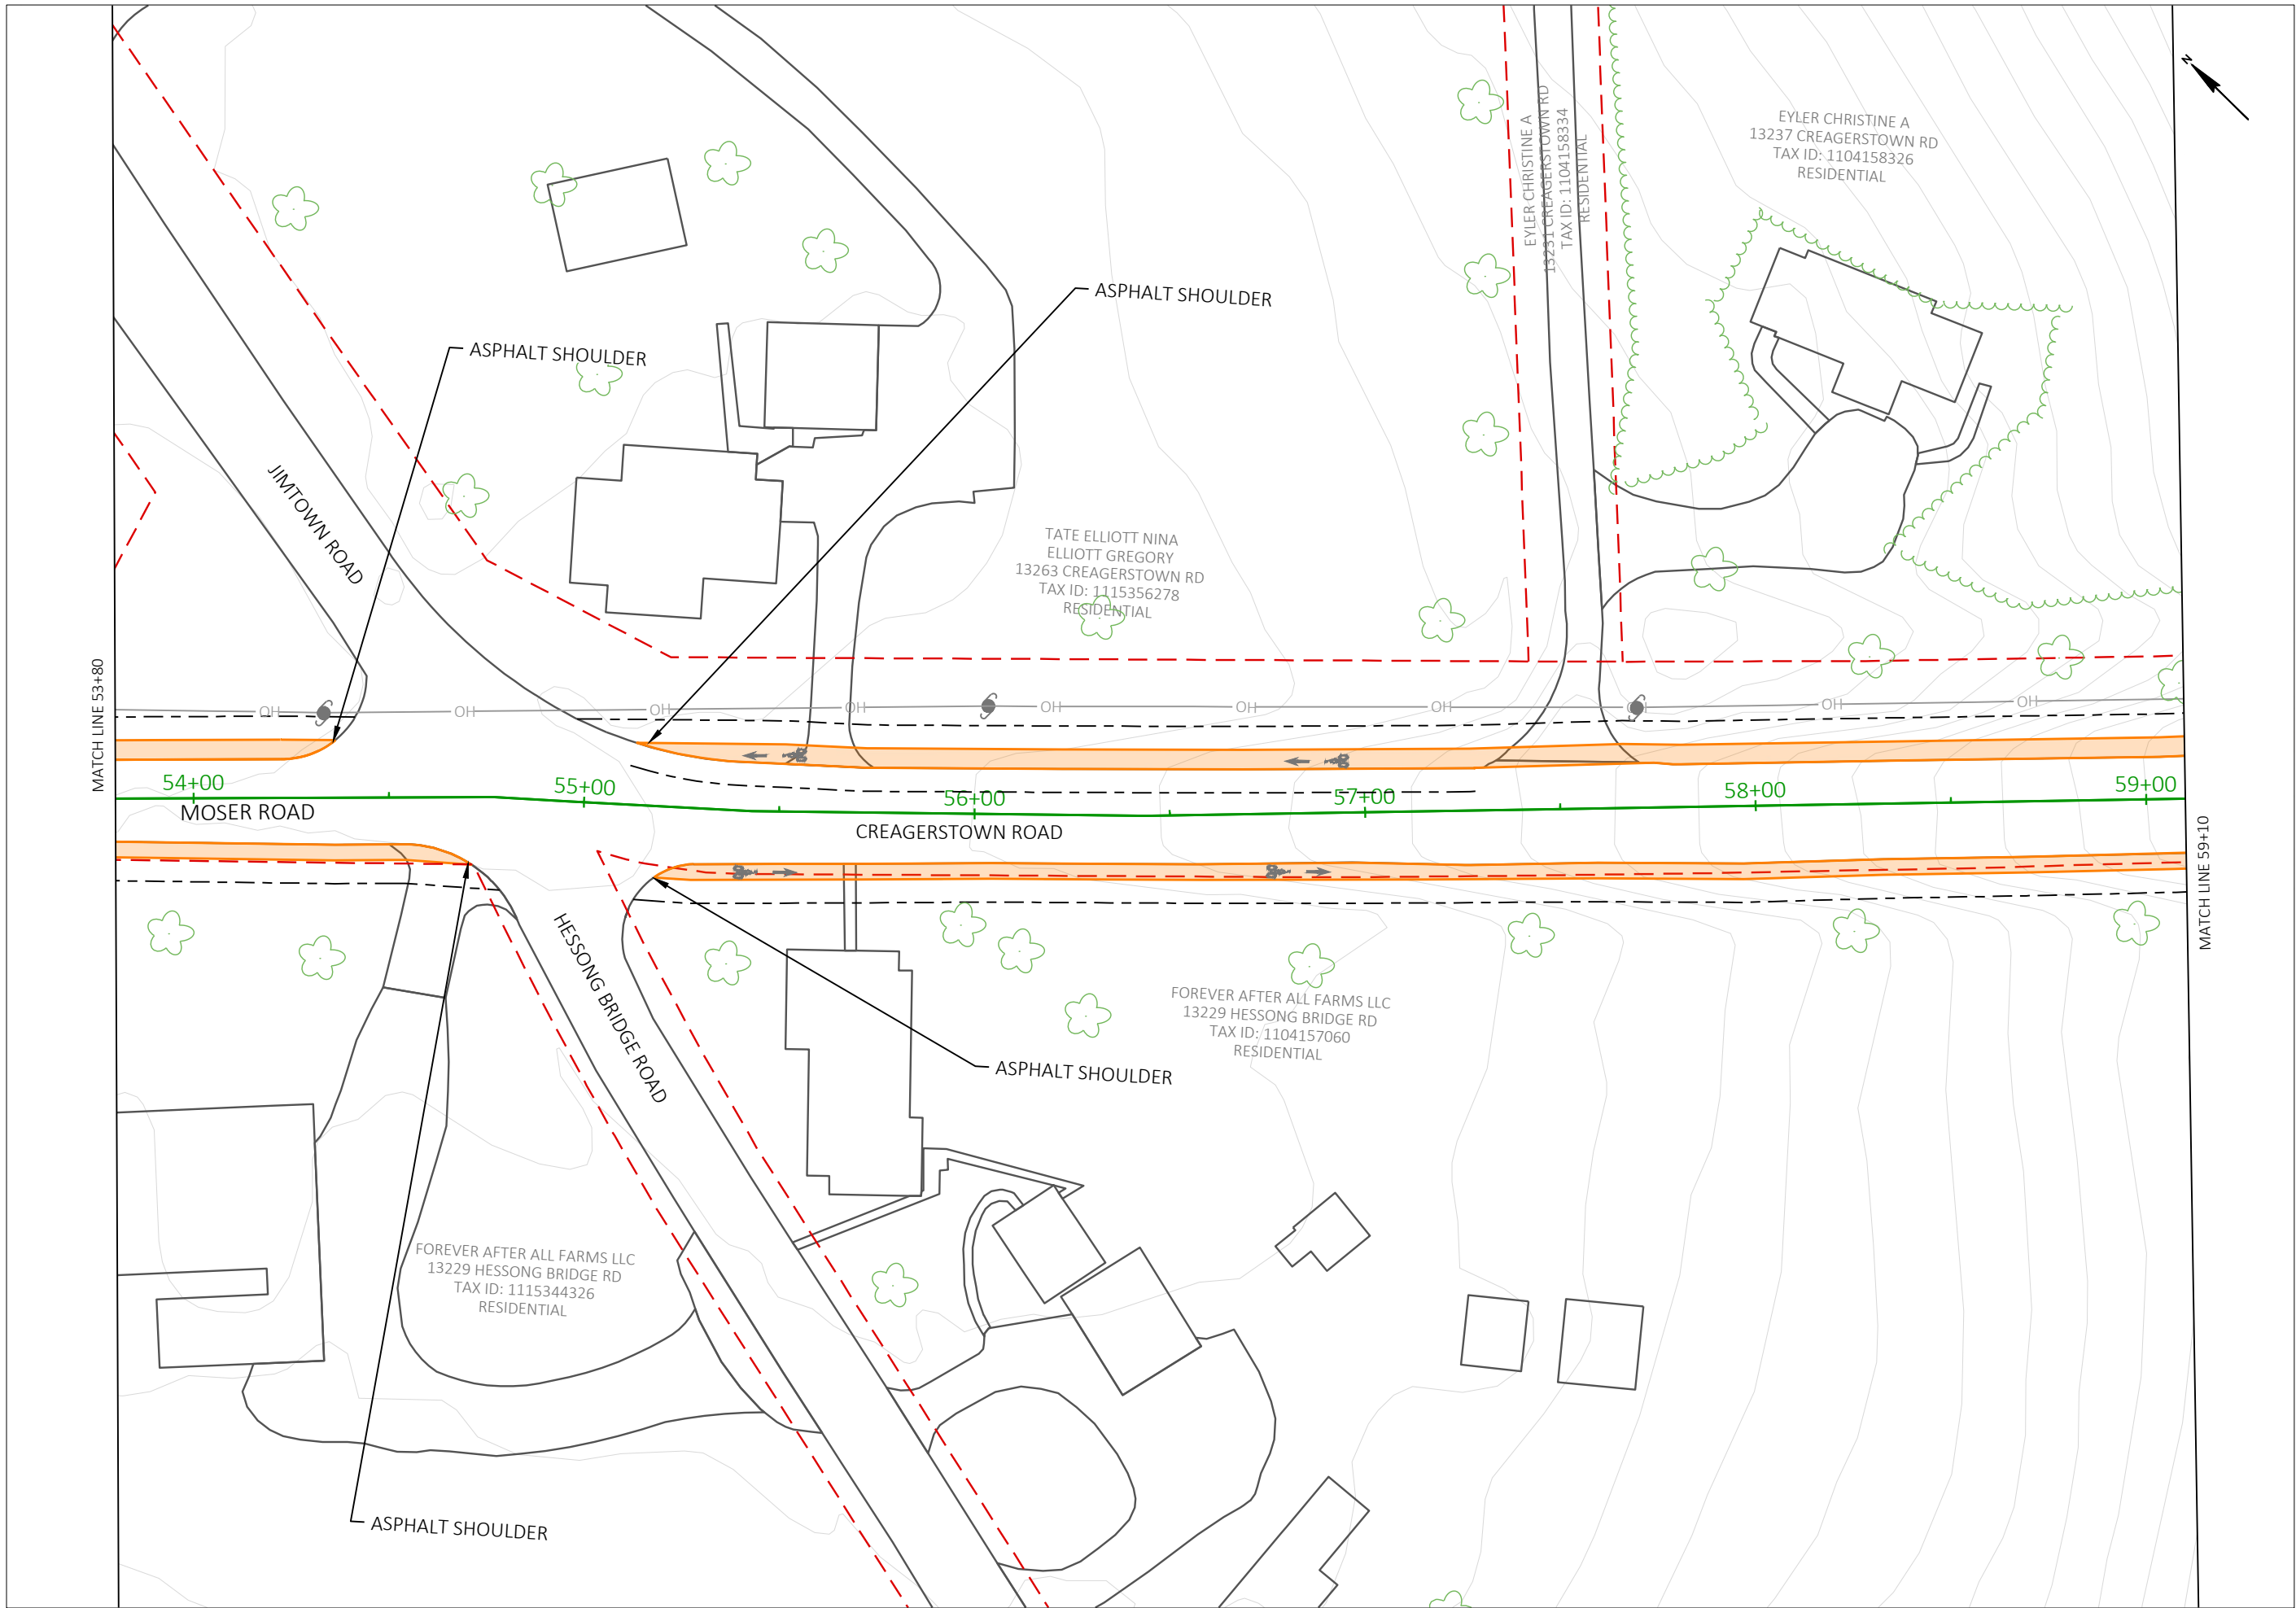 N
EYLER CHRISTINE A
13237 CREAGERSTOWN RD
TAX ID: 1104158326
RESIDENTIAL
EYLER CHRISTINE A
13231 CREAGERSTOWN RD
TAX ID: 1104158334
RESIDENTIAL
ASPHALT SHOULDER
ASPHALT SHOULDER
JIMTOWN ROAD
TATE ELLIOTT NINA
ELLIOTT GREGORY
13263 CREAGERSTOWN RD
TAX ID: 1115356278
RESIDENTIAL
MATCH LINE 53+80
OH
OH
OH
OH
OH
OH
OH
OH
OH
OH
54+00
55+00
56+00
57+00
58+00
59+00
MOSER ROAD
CREAGERSTOWN ROAD
MATCH LINE 59+10
HESSONG BRIDGE ROAD
FOREVER AFTER ALL FARMS LLC
13229 HESSONG BRIDGE RD
TAX ID: 1104157060
RESIDENTIAL
ASPHALT SHOULDER
FOREVER AFTER ALL FARMS LLC
13229 HESSONG BRIDGE RD
TAX ID: 1115344326
RESIDENTIAL
ASPHALT SHOULDER